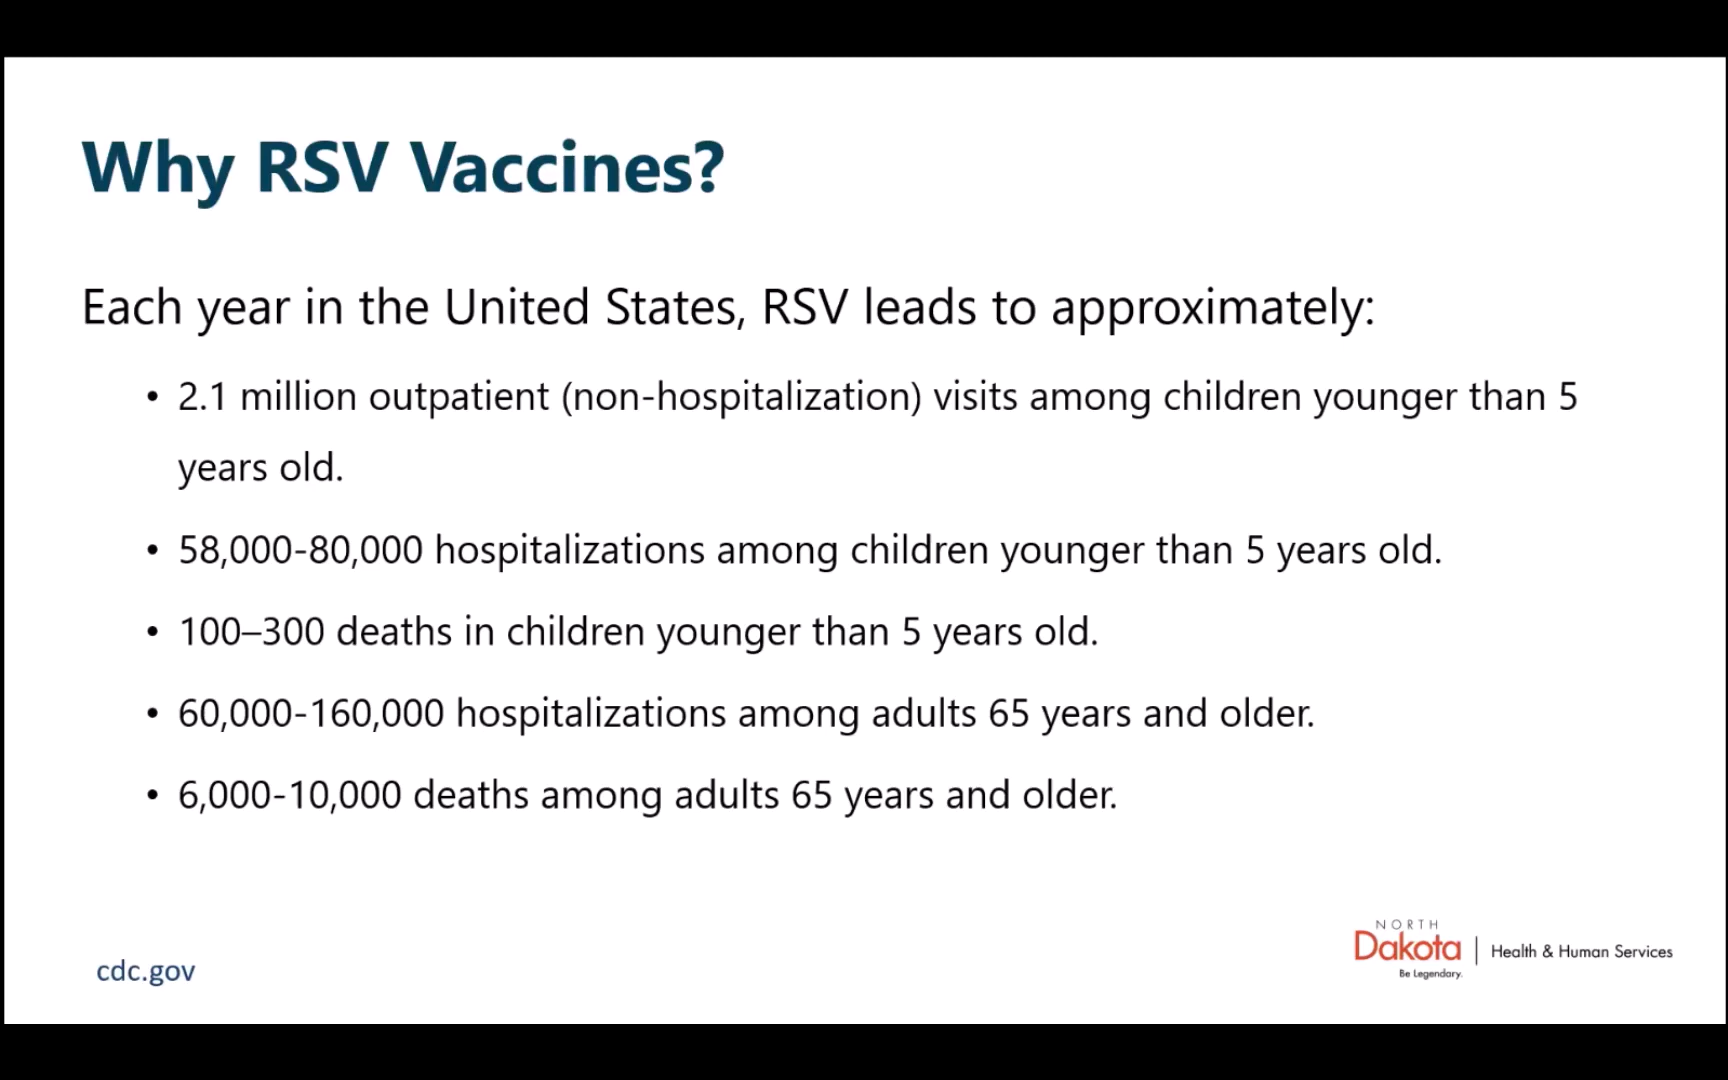 Why RSV Vaccines?
Each year in the United States, RSV leads to approximately:
• 2.1 million outpatient (non-hospitalization) visits among children younger than 5
years old.
• 58,000-80,000 hospitalizations among children younger than 5 years old.
• 100–300 deaths in children younger than 5 years old.
• 60,000-160,000 hospitalizations among adults 65 years and older.
• 6,000-10,000 deaths among adults 65 years and older.
cdc.gov
NORTH
Dakota | Health & Human Services
Be Legendary.